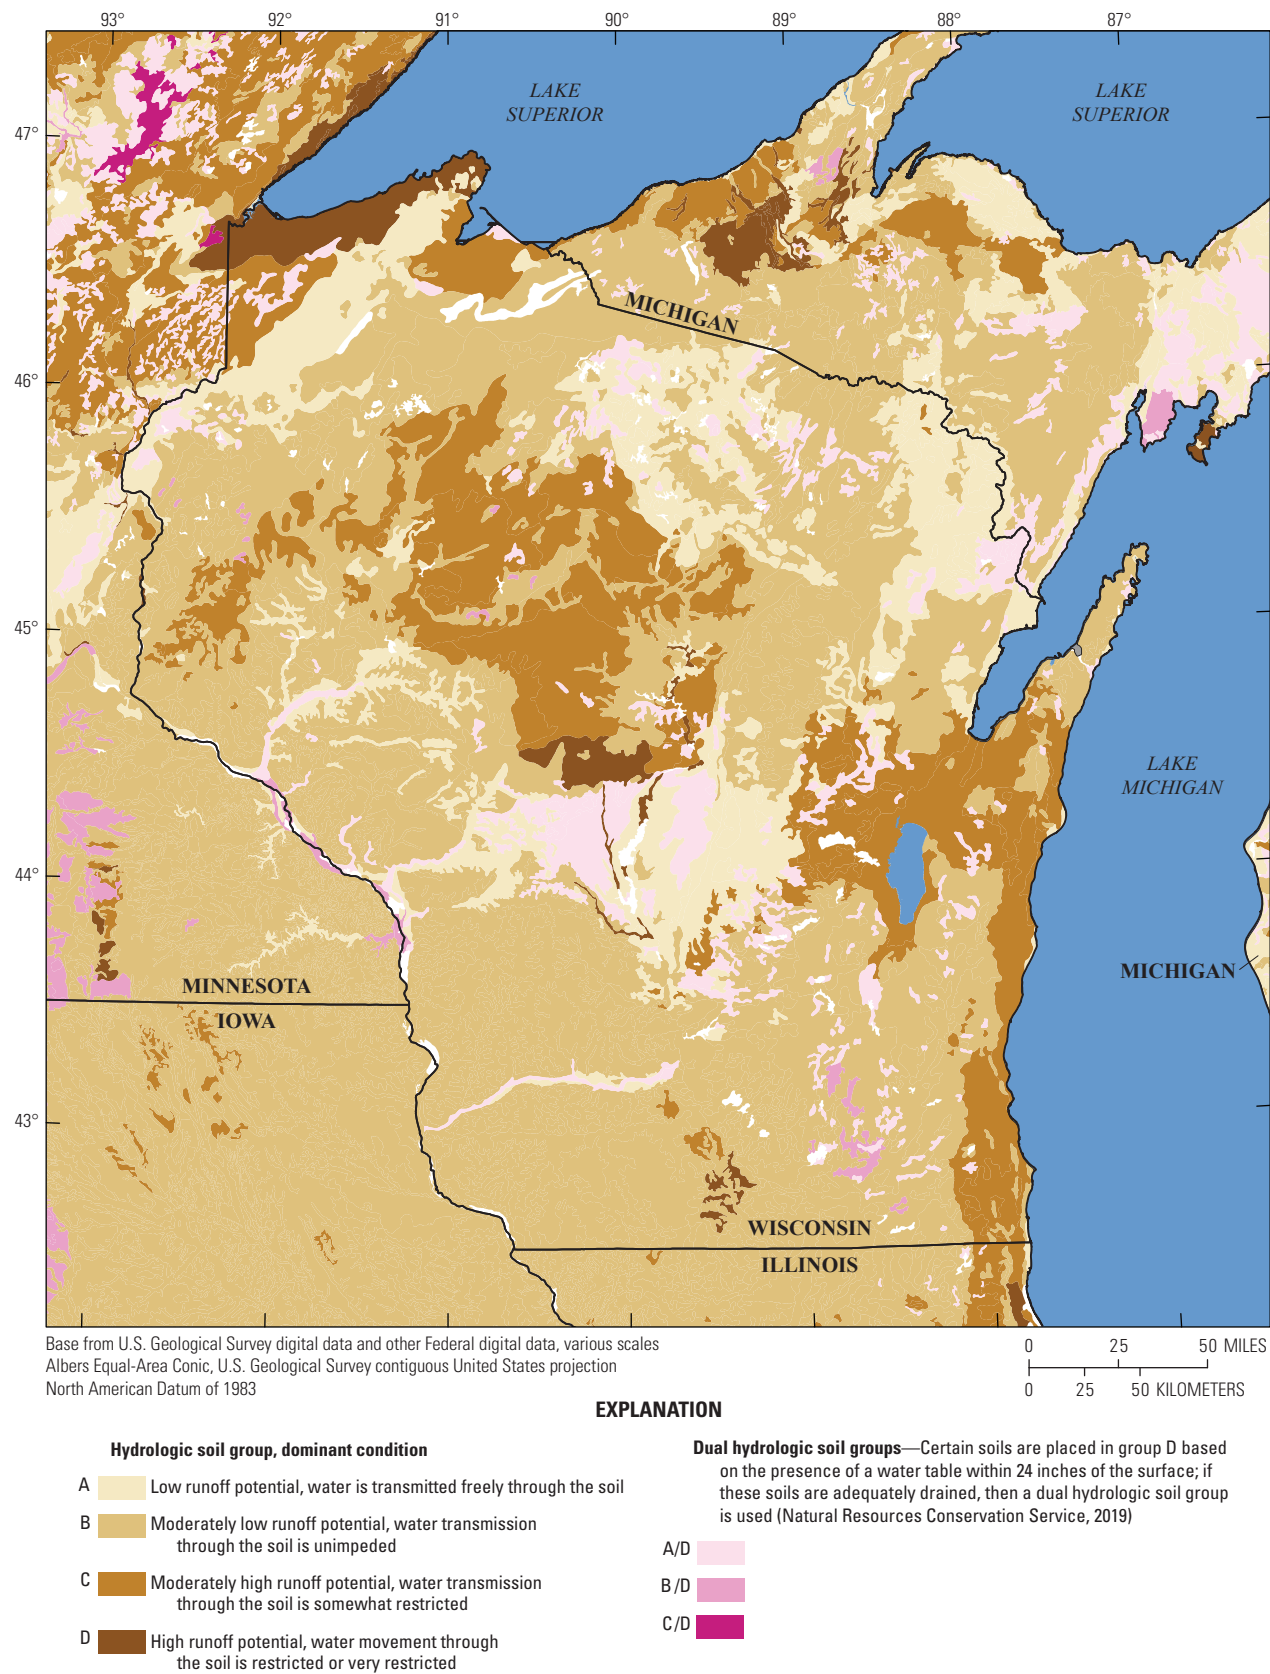 93° 92° 91° 90° 89° 88° 87°
LAKE
SUPERIOR
LAKE
SUPERIOR
47°
MICHIGAN
46°
45°
LAKE
MICHIGAN
44°
MICHIGAN
MINNESOTA
IOWA
43°
WISCONSIN
ILLINOIS
Base from U.S. Geological Survey digital data and other Federal digital data, various scales
Albers Equal-Area Conic, U.S. Geological Survey contiguous United States projection
North American Datum of 1983
0 25 50 MILES
0 25 50 KILOMETERS
EXPLANATION
Hydrologic soil group, dominant condition
A Low runoff potential, water is transmitted freely through the soil
B Moderately low runoff potential, water transmission
through the soil is unimpeded
C Moderately high runoff potential, water transmission
through the soil is somewhat restricted
D High runoff potential, water movement through
the soil is restricted or very restricted
Dual hydrologic soil groups—Certain soils are placed in group D based
on the presence of a water table within 24 inches of the surface; if
these soils are adequately drained, then a dual hydrologic soil group
is used (Natural Resources Conservation Service, 2019)
A/D
B/D
C/D